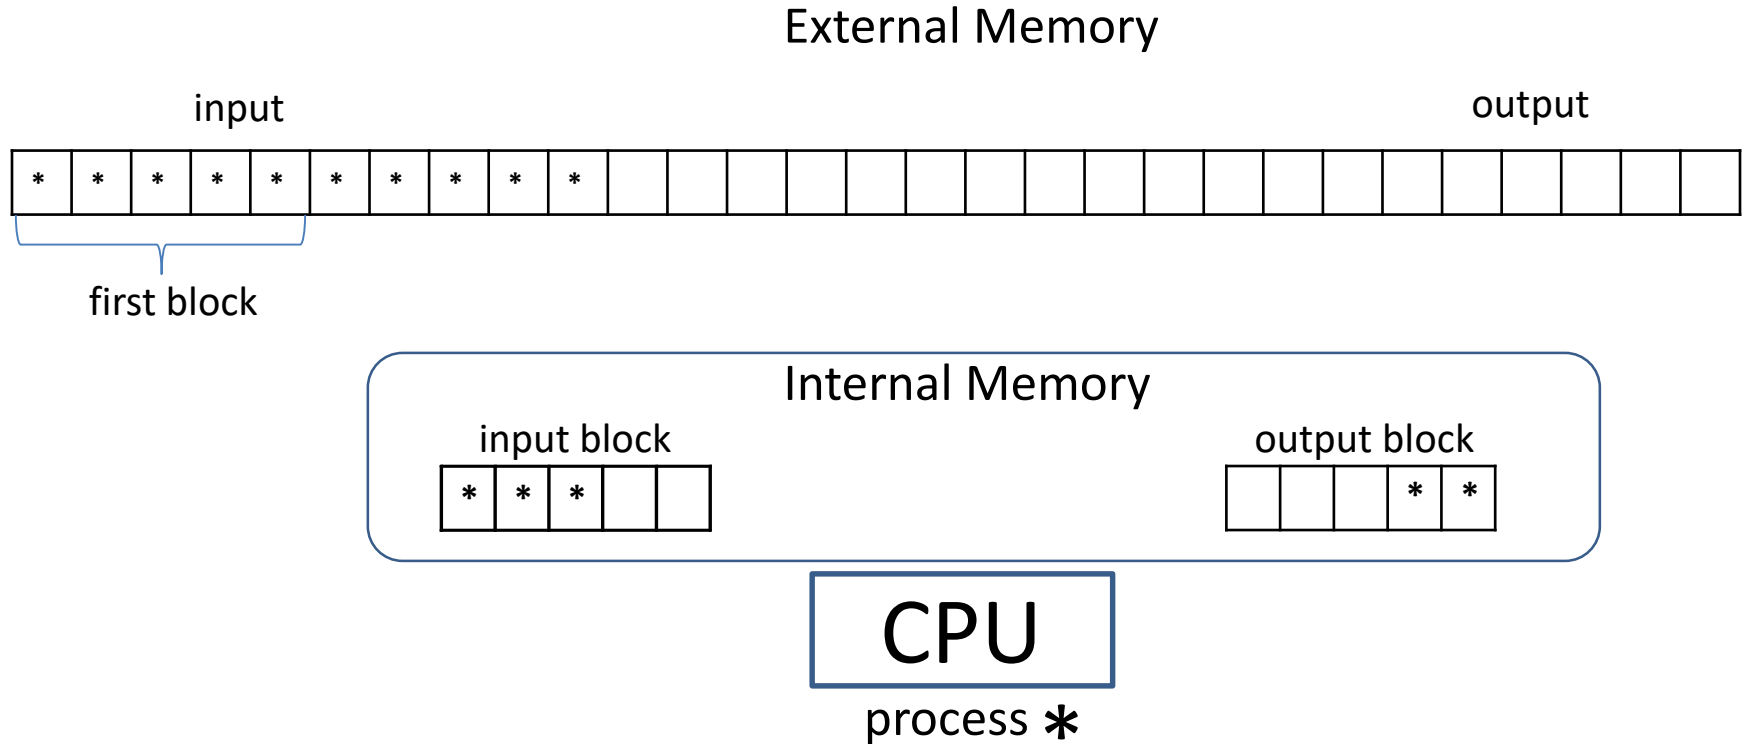 External Memory
input
output
* * * * * * * * * *
first block
Internal Memory
input block
output block
* * *
* *
CPU
process *